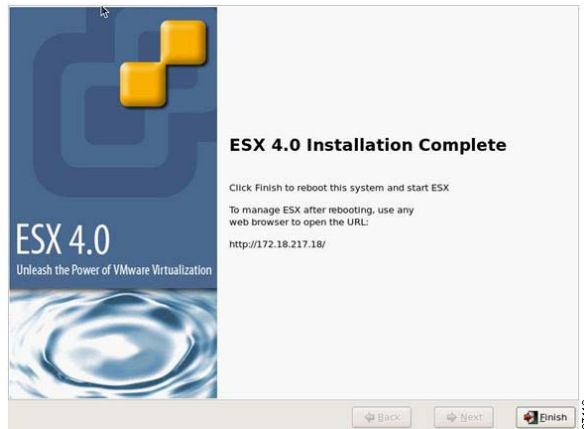 ESX 4.0 Installation Complete
Click Finish to reboot this system and start ESX
To manage ESX after rebooting, use any
web browser to open the URL:
http://172.18.217.18/
ESX 4.0
Unleash the Power of VMware Virtualization
Back
Next
Finish